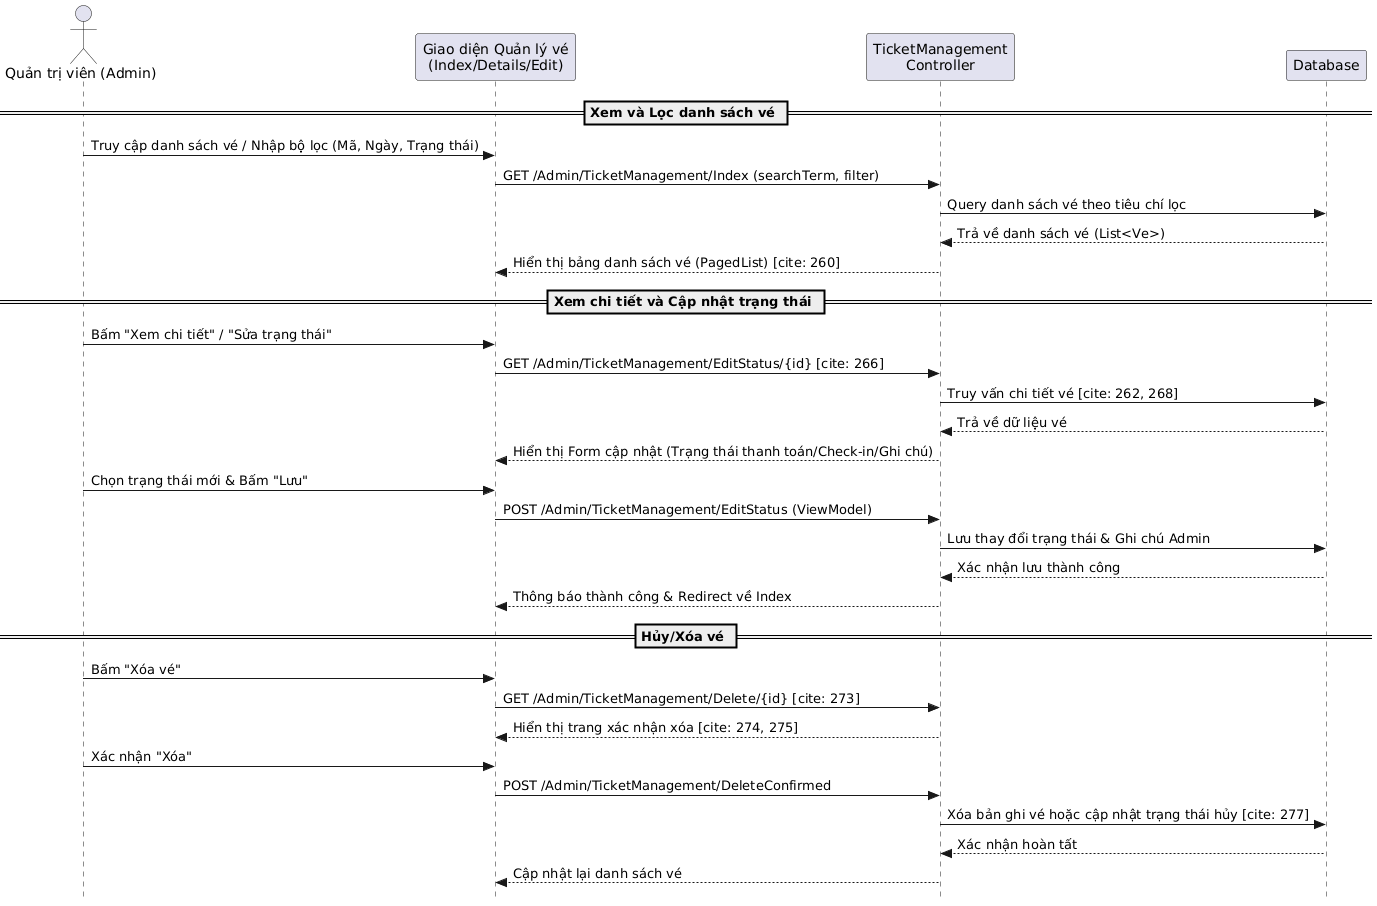 Quản trị viên (Admin)
Giao diện Quản lý vé
(Index/Details/Edit)
TicketManagement
Controller
Database
Xem và Lọc danh sách vé
Truy cập danh sách vé / Nhập bộ lọc (Mã, Ngày, Trạng thái)
GET /Admin/TicketManagement/Index (searchTerm, filter)
Query danh sách vé theo tiêu chí lọc
Trả về danh sách vé (List<Ve>)
Hiển thị bảng danh sách vé (PagedList) [cite: 260]
Xem chi tiết và Cập nhật trạng thái
Bấm "Xem chi tiết" / "Sửa trạng thái"
GET /Admin/TicketManagement/EditStatus/{id} [cite: 266]
Truy vấn chi tiết vé [cite: 262, 268]
Trả về dữ liệu vé
Hiển thị Form cập nhật (Trạng thái thanh toán/Check-in/Ghi chú)
Chọn trạng thái mới & Bấm "Lưu"
POST /Admin/TicketManagement/EditStatus (ViewModel)
Lưu thay đổi trạng thái & Ghi chú Admin
Xác nhận lưu thành công
Thông báo thành công & Redirect về Index
Hủy/Xóa vé
Bấm "Xóa vé"
GET /Admin/TicketManagement/Delete/{id} [cite: 273]
Hiển thị trang xác nhận xóa [cite: 274, 275]
Xác nhận "Xóa"
POST /Admin/TicketManagement/DeleteConfirmed
Xóa bản ghi vé hoặc cập nhật trạng thái hủy [cite: 277]
Xác nhận hoàn tất
Cập nhật lại danh sách vé